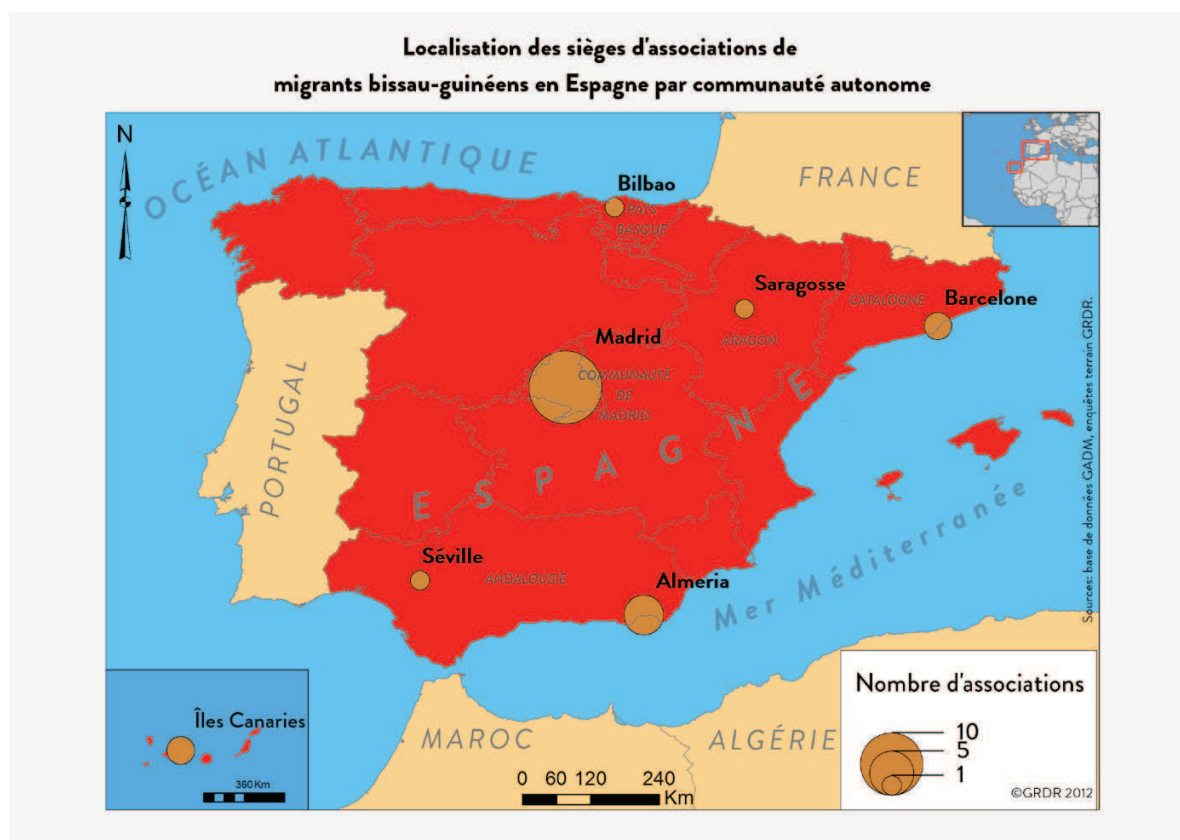 Localisation des sièges d'associations de
migrants bissau-guinéens en Espagne par communauté autonome
N
OCÉAN ATLANTIQUE
FRANCE
Bilbao
PAYS
BASQUE
Saragosse
ARAGON
CATALOGNE
Barcelone
Madrid
COMMUNAUTÉ
DE
MADRID
PORTUGAL
ESPAGNE
Séville
ANDALOUSIE
Almeria
Mer Méditerranée
Sources: base de données GADM, enquêtes terrain GRDR.
Îles Canaries
360 Km
MAROC
ALGÉRIE
0 60 120 240
Km
Nombre d'associations
10
5
1
©GRDR 2012